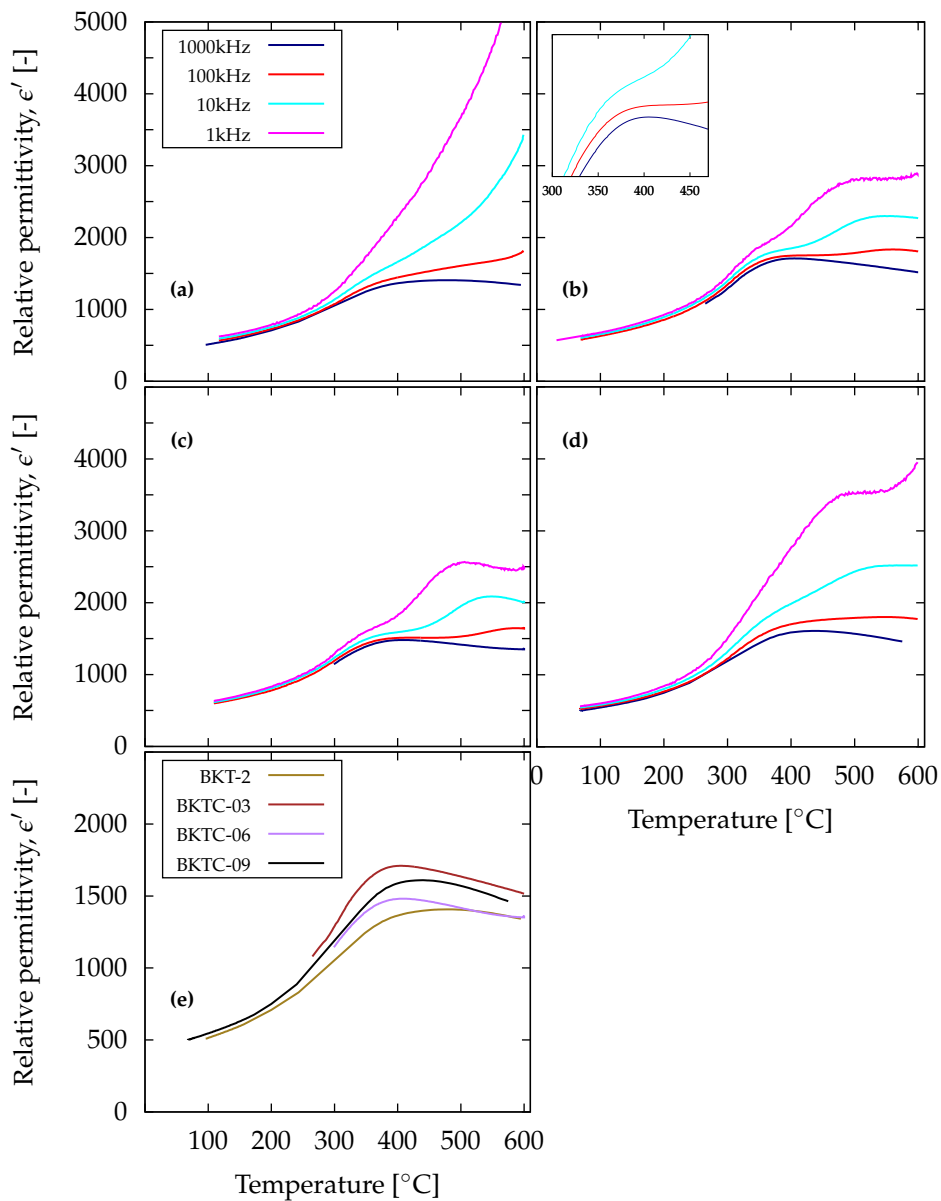 5000
4000
3000
2000
1000
0
Relative permittivity, ϵ′ [-]
1000kHz
100kHz
10kHz
1kHz
(a)
300 350 400 450
(b)
4000
3000
2000
1000
0
Relative permittivity, ϵ′ [-]
(c)
(d)
0 100 200 300 400 500 600
Temperature [°C]
2000
1500
1000
500
0
Relative permittivity, ϵ′ [-]
BKT-2
BKTC-03
BKTC-06
BKTC-09
(e)
100 200 300 400 500 600
Temperature [°C]